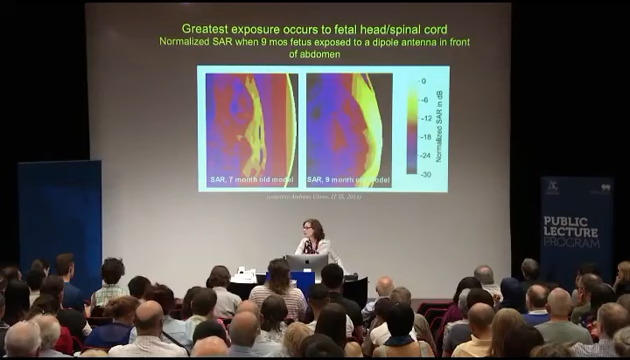 Greatest exposure occurs to fetal head/spinal cord
Normalized SAR when 9 mos fetus exposed to a dipole antenna in front
of abdomen
SAR, 7 month old model
SAR, 9 month old model
0
-6
-12
-18
-24
-30
Normalized SAR in dB
PUBLIC
LECTURE
PROGRAM